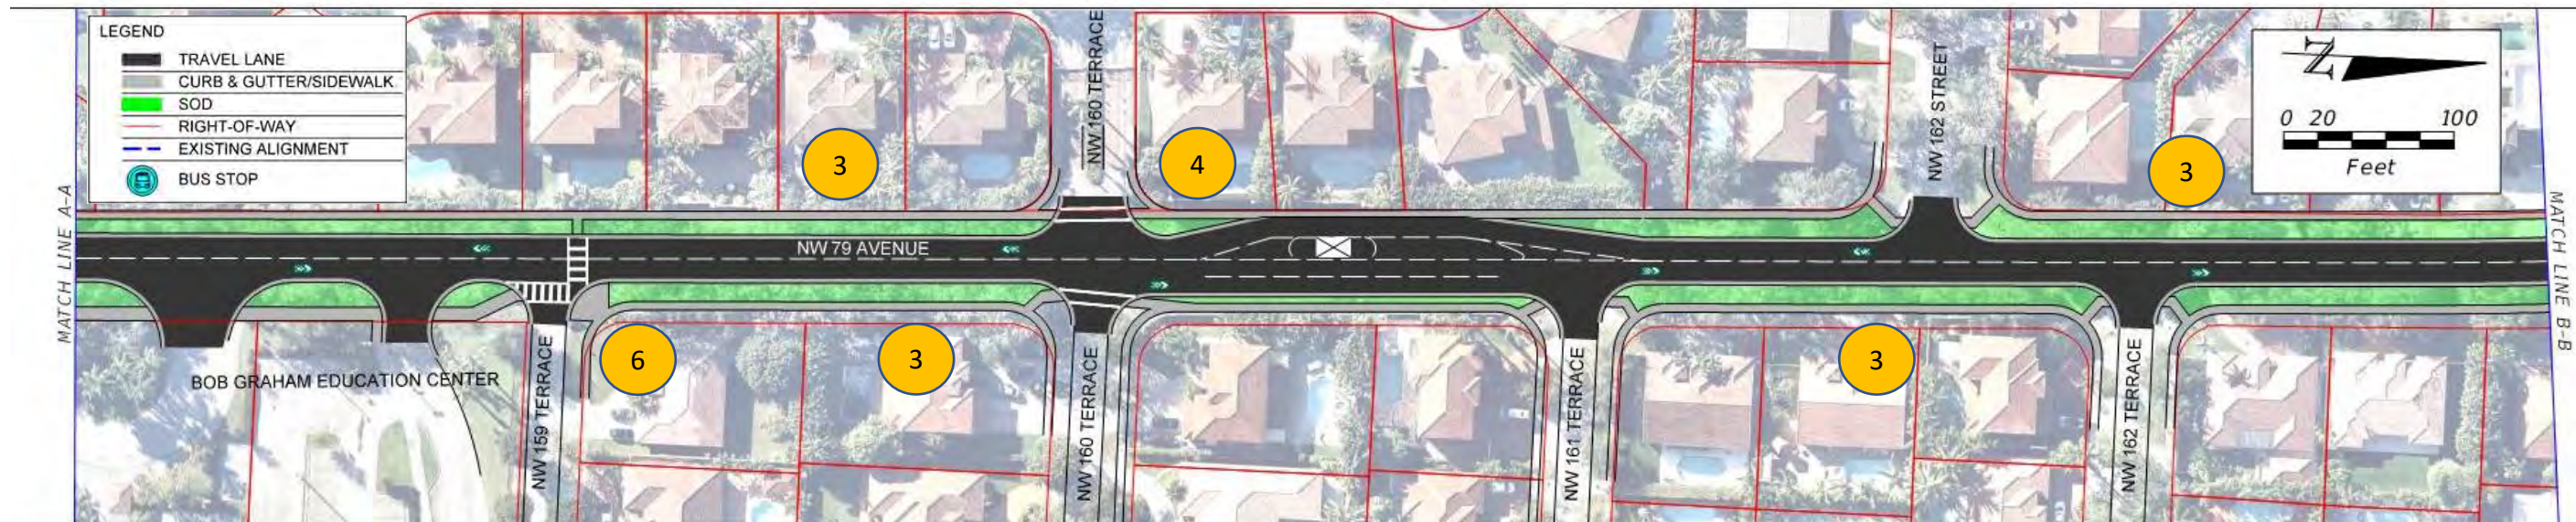 LEGEND
TRAVEL LANE
CURB & GUTTER/SIDEWALK
SOD
RIGHT-OF-WAY
EXISTING ALIGNMENT
BUS STOP
MATCH LINE A-A
NW 160 TERRACE
NW 162 STREET
N
0 20 100
Feet
3
4
3
NW 79 AVENUE
MATCH LINE B-B
6
3
3
BOB GRAHAM EDUCATION CENTER
NW 159 TERRACE
NW 160 TERRACE
NW 161 TERRACE
NW 162 TERRACE